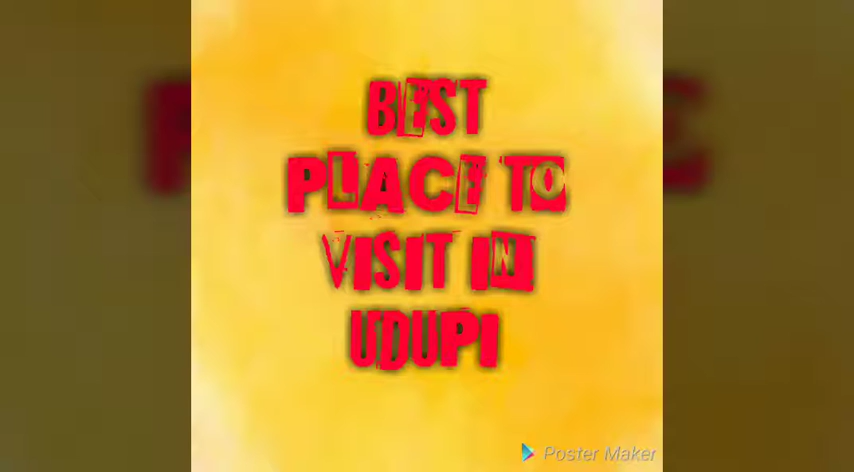 BEST
PLACE TO
VISIT IN
UDUPI
Poster Maker